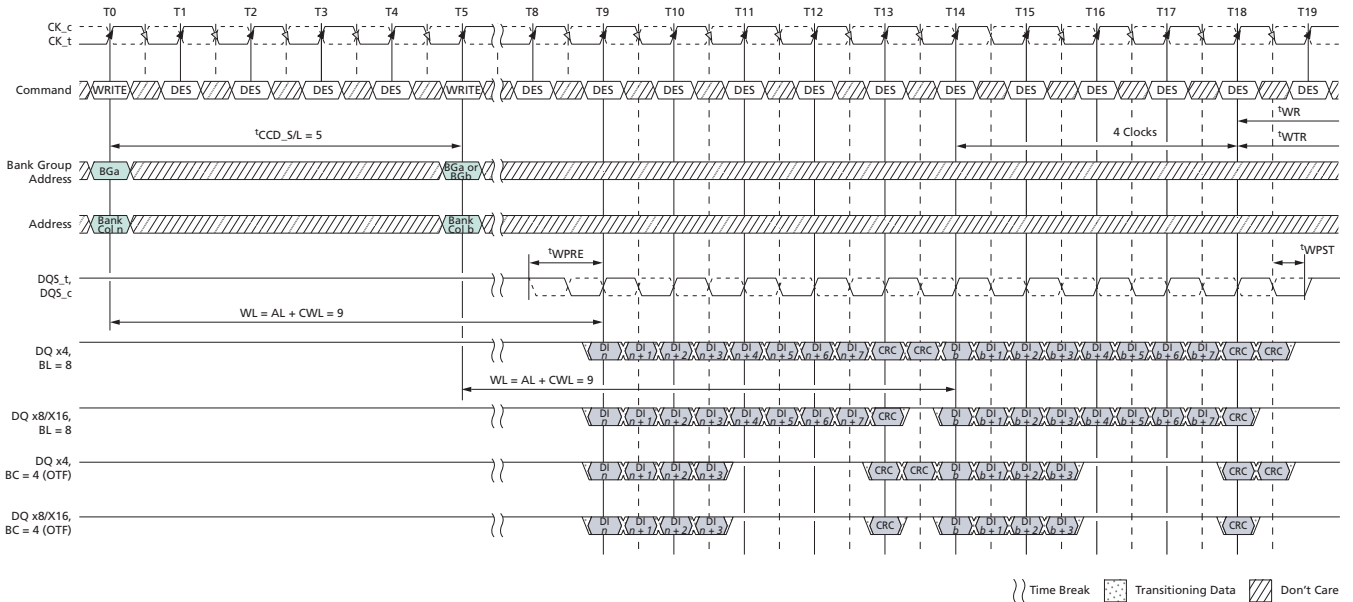 T0 T1 T2 T3 T4 T5 T8 T9 T10 T11 T12 T13 T14 T15 T16 T17 T18 T19
CK_c
CK_t
Command WRITE DES DES DES DES WRITE DES DES DES DES DES DES DES DES DES DES DES DES
tWR
tCCD_S/L = 5
4 Clocks
tWTR
Bank Group
Address
BGa
BGa or
BGb
Address
Bank
Col n
Bank
Col b
tWPRE
tWPST
DQS_t,
DQS_c
WL = AL + CWL = 9
DQ x4,
BL = 8
DI DI DI DI DI DI DI DI CRC CRC DI DI DI DI DI DI DI DI CRC CRC
n n + 1 n + 2 n + 3 n + 4 n + 5 n + 6 n + 7 b b + 1 b + 2 b + 3 b + 4 b + 5 b + 6 b + 7
WL = AL + CWL = 9
DQ x8/X16,
BL = 8
DI DI DI DI DI DI DI DI CRC DI DI DI DI DI DI DI DI CRC
n n + 1 n + 2 n + 3 n + 4 n + 5 n + 6 n + 7 b b + 1 b + 2 b + 3 b + 4 b + 5 b + 6 b + 7
DQ x4,
BC = 4 (OTF)
DI DI DI DI CRC CRC DI DI DI DI CRC CRC
n n + 1 n + 2 n + 3 b b + 1 b + 2 b + 3
DQ x8/X16,
BC = 4 (OTF)
DI DI DI DI CRC DI DI DI DI CRC
n n + 1 n + 2 n + 3 b b + 1 b + 2 b + 3
Time Break Transitioning Data Don't Care